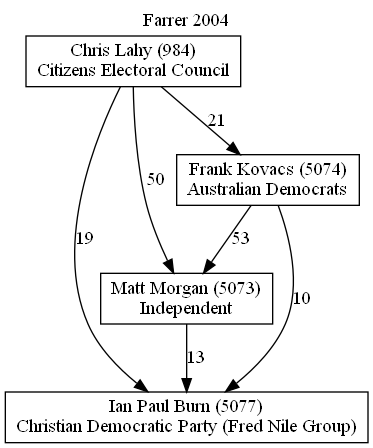 Farrer 2004
Chris Lahy (984)
Citizens Electoral Council
21
Frank Kovacs (5074)
Australian Democrats
50
19
53
Matt Morgan (5073)
Independent
10
13
Ian Paul Burn (5077)
Christian Democratic Party (Fred Nile Group)